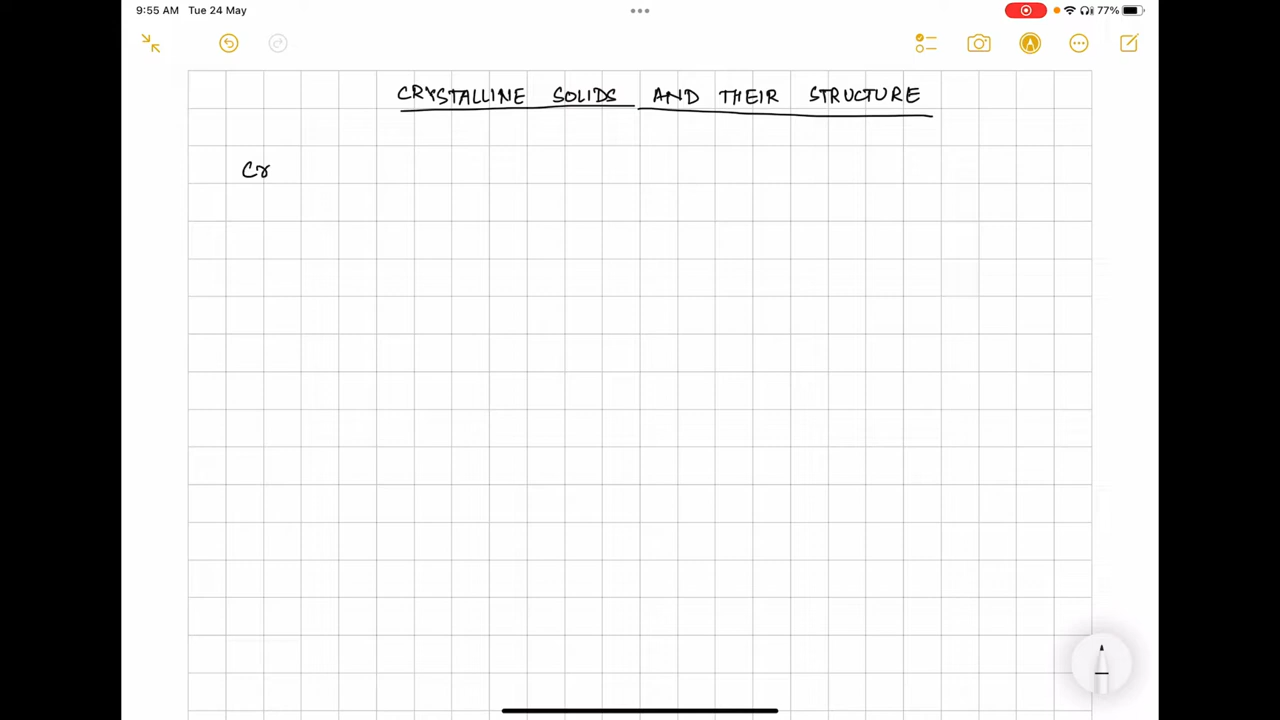 9:55 AM Tue 24 May
77%
CRYSTALLINE SOLIDS AND THEIR STRUCTURE
Cr